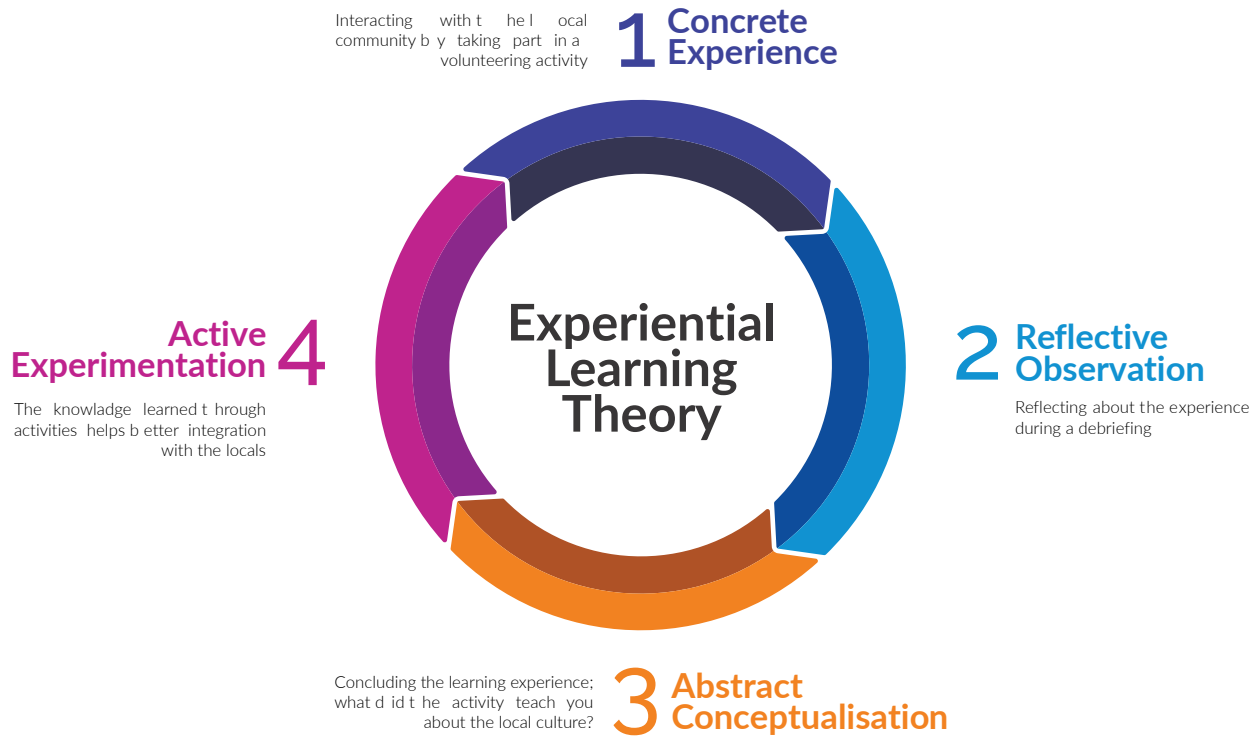 Interacting with t he l ocal
community b y taking part in a
volunteering activity
1 Concrete
Experience
Experiential
Learning
Theory
2 Reflective
Observation
Reflecting about the experience
during a debriefing
3 Abstract
Conceptualisation
Concluding the learning experience;
what d id t he activity teach you
about the local culture?
Active
Experimentation 4
The knowladge learned t hrough
activities helps b etter integration
with the locals